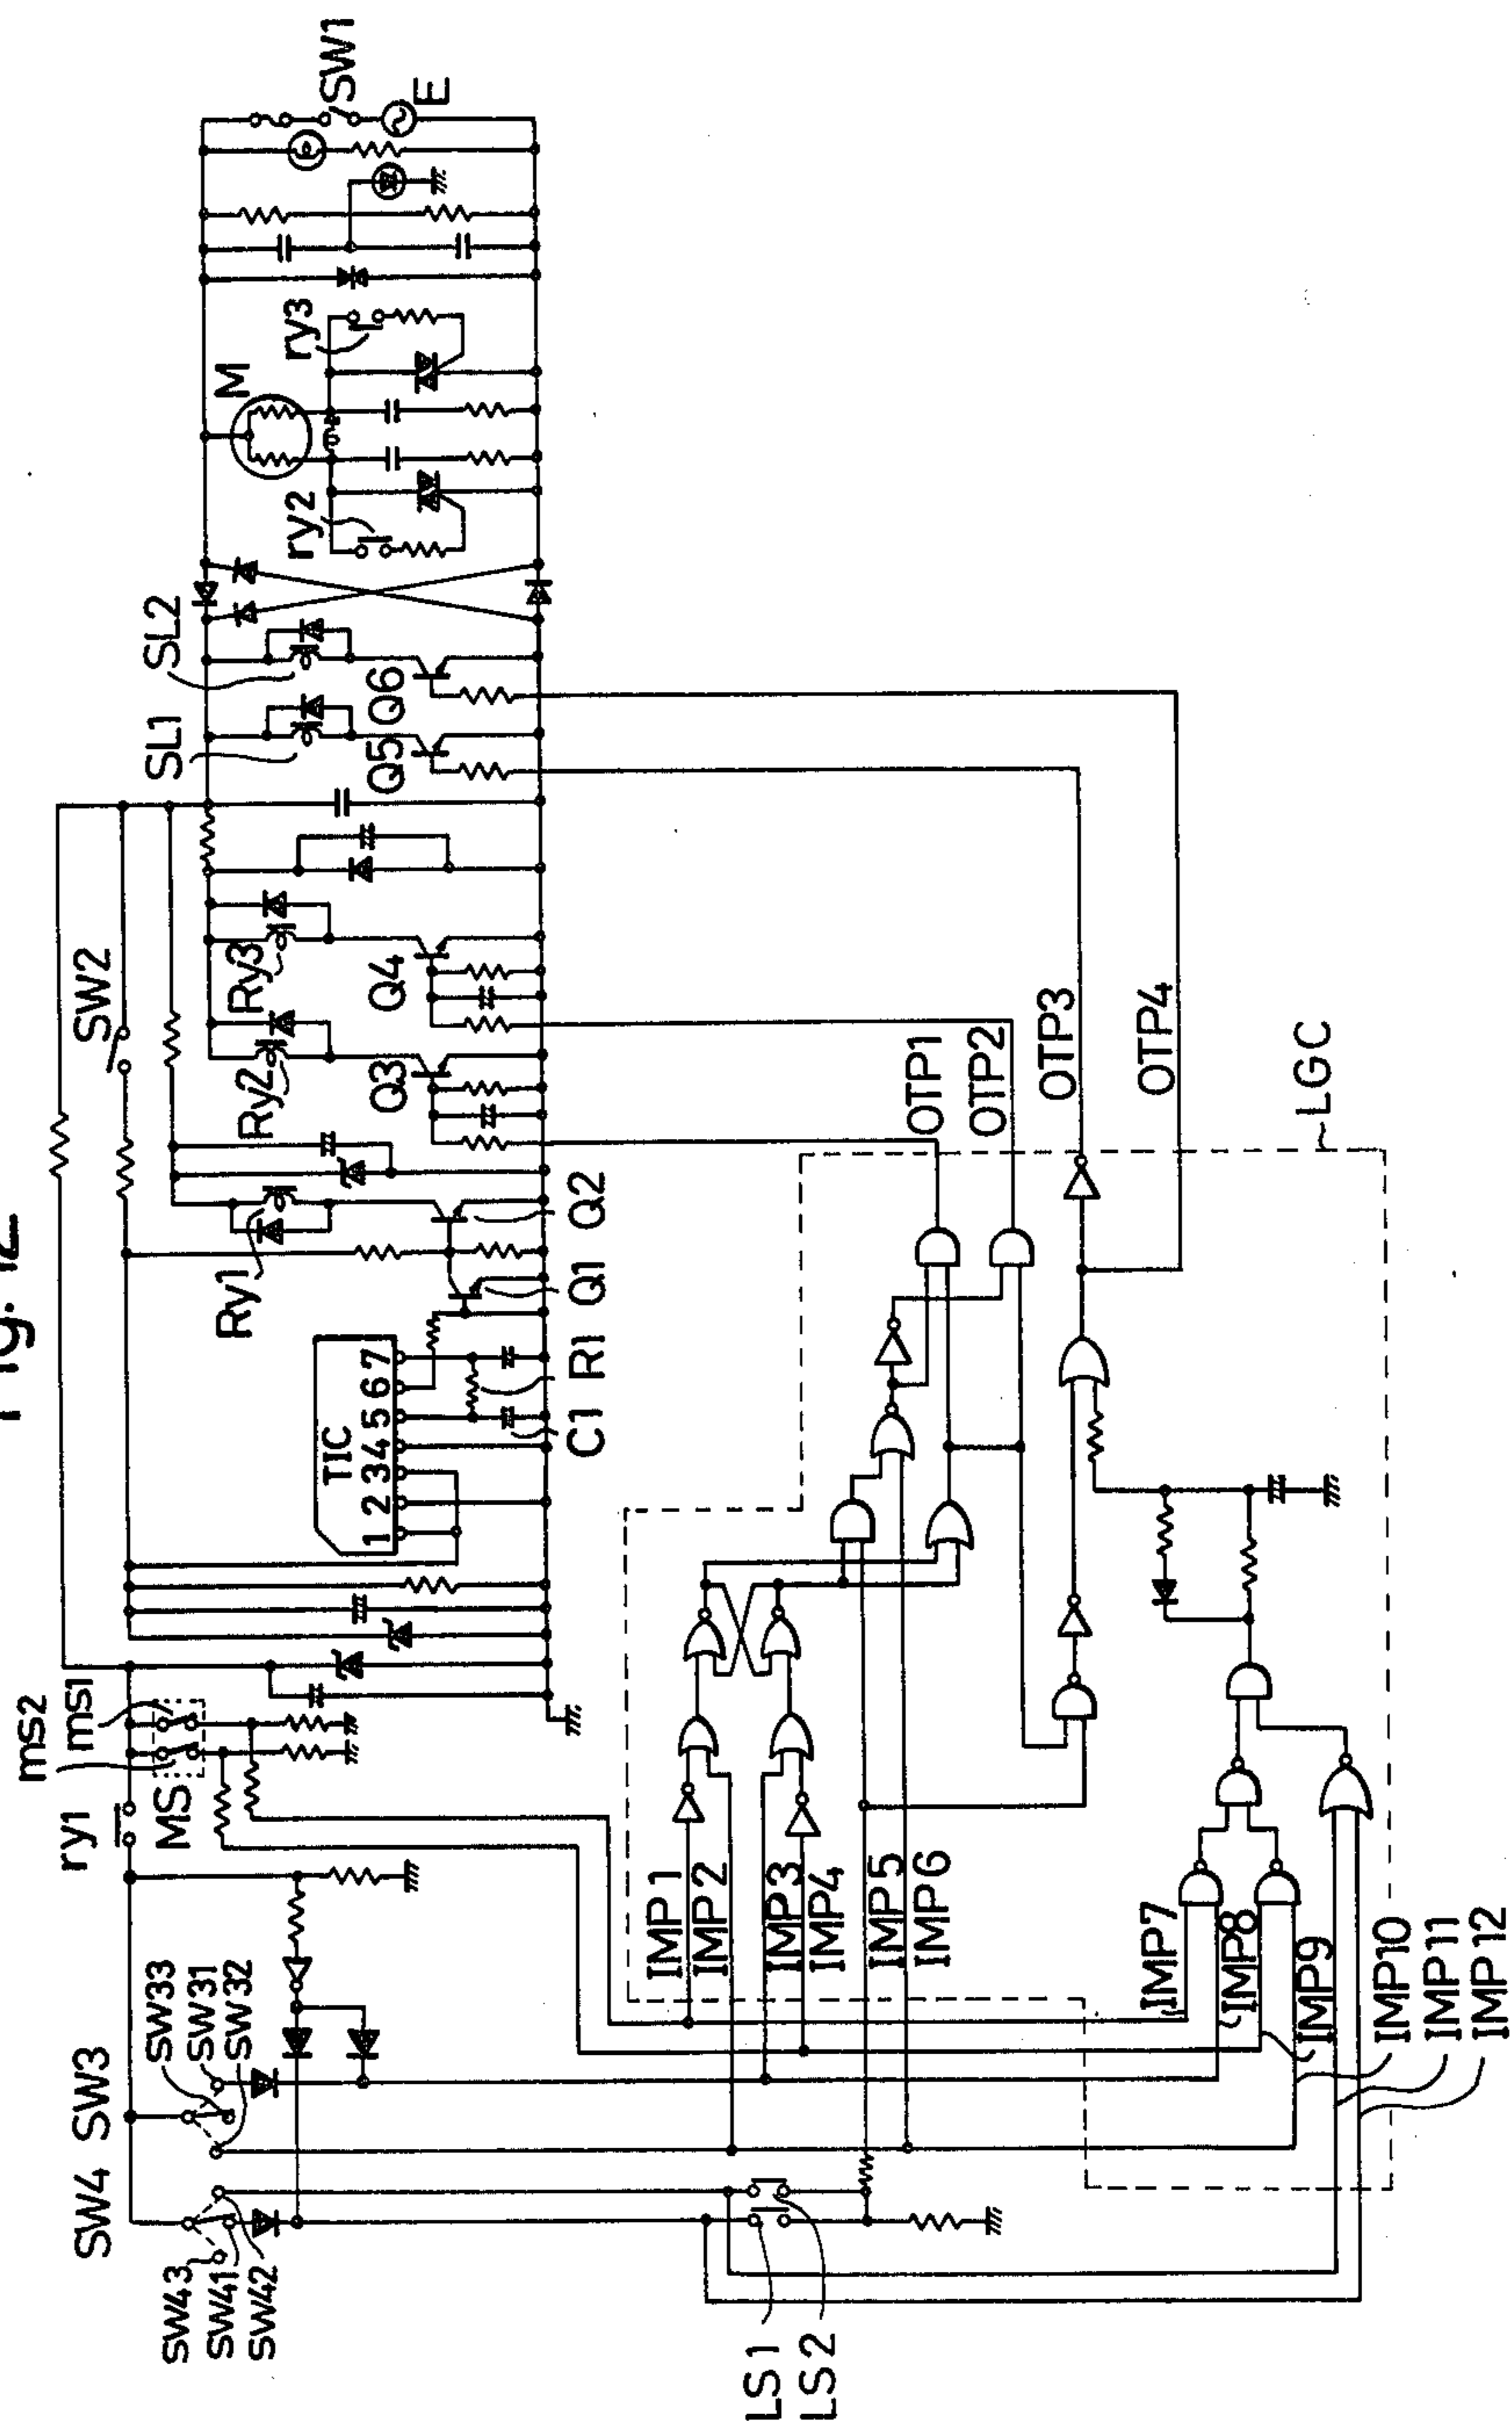 Fig. 12
SW1
E
M
ry3
ry2
SL2
SL1
Q6
Q5
SW2
Ry3
Q4
Ry2
Q3
Ry1
Q2
Q1
TIC
1 2 3 4 5 6 7
R1
C1
ms2
ms1
MS
ry1
SW3
SW33
SW31
SW32
SW4
SW43
SW41
SW42
OTP1
OTP2
OTP3
OTP4
LGC
IMP1
IMP2
IMP3
IMP4
IMP5
IMP6
IMP7
IMP8
IMP9
IMP10
IMP11
IMP12
LS1
LS2